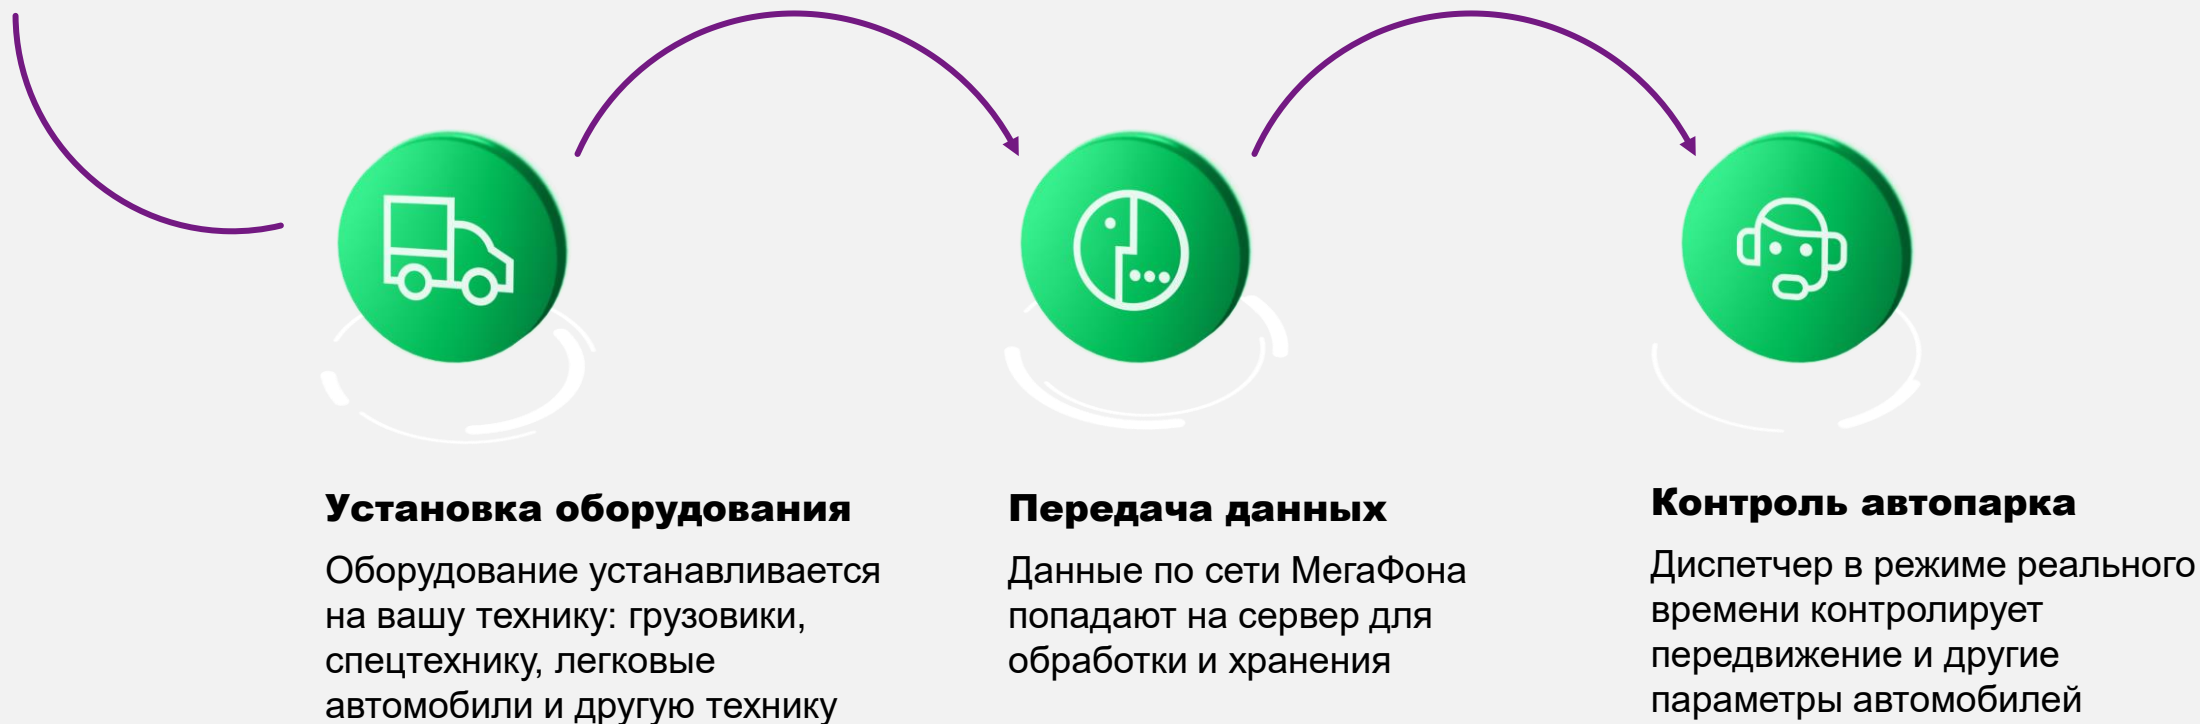 Установка оборудования
Оборудование устанавливается
на вашу технику: грузовики,
спецтехнику, легковые
автомобили и другую технику
Передача данных
Данные по сети МегаФона
попадают на сервер для
обработки и хранения
Контроль автопарка
Диспетчер в режиме реального
времени контролирует
передвижение и другие
параметры автомобилей